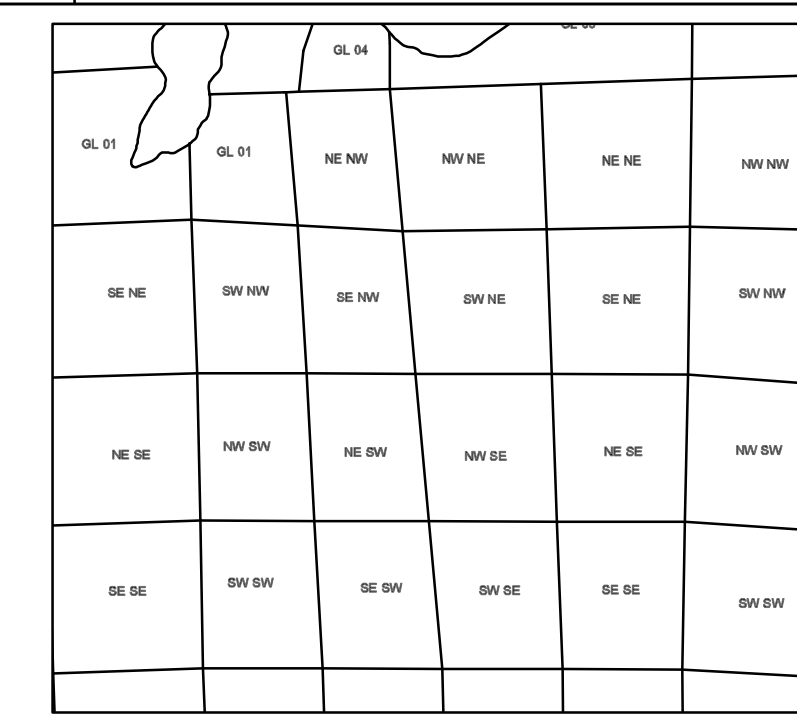 GL 04
GL 01
GL 01
NE NW
NW NE
NE NE
NW NW
SE NE
SW NW
SE NW
SW NE
SE NE
SW NW
NE SE
NW SW
NE SW
NW SE
NE SE
NW SW
SE SE
SW SW
SE SW
SW SE
SE SE
SW SW